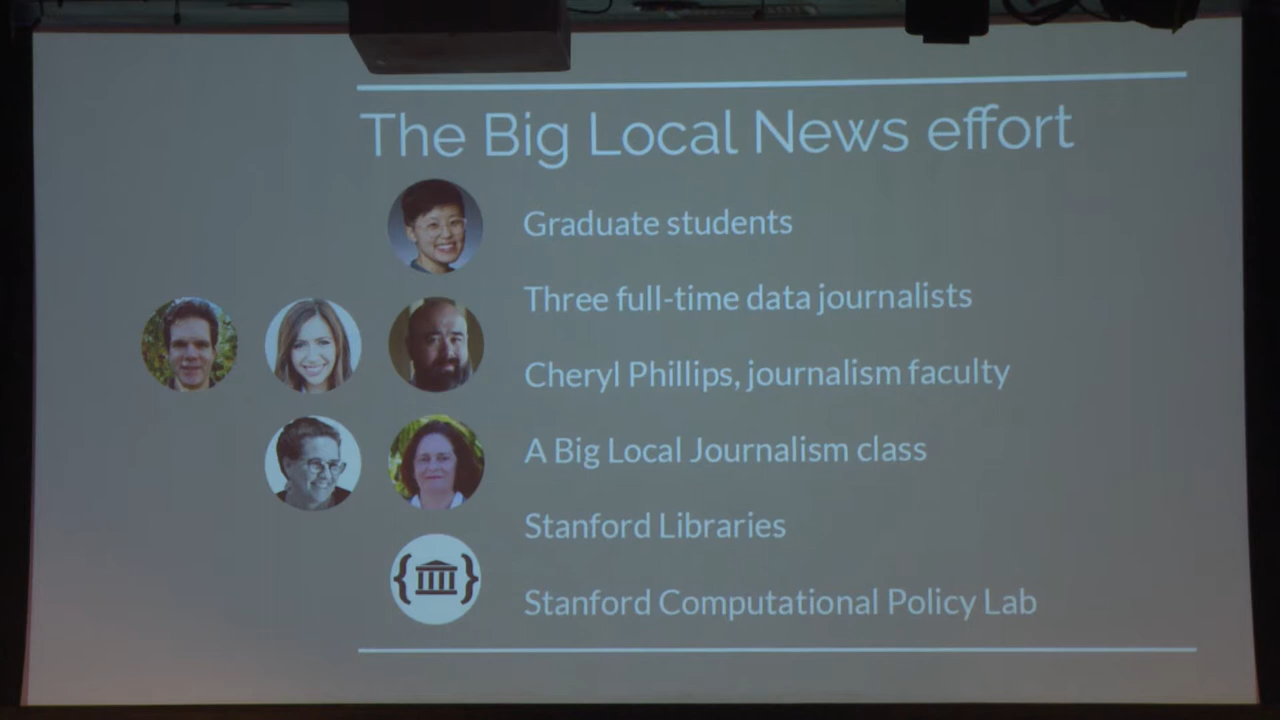 The Big Local News effort
Graduate students
Three full-time data journalists
Cheryl Phillips, journalism faculty
A Big Local Journalism class
Stanford Libraries
Stanford Computational Policy Lab